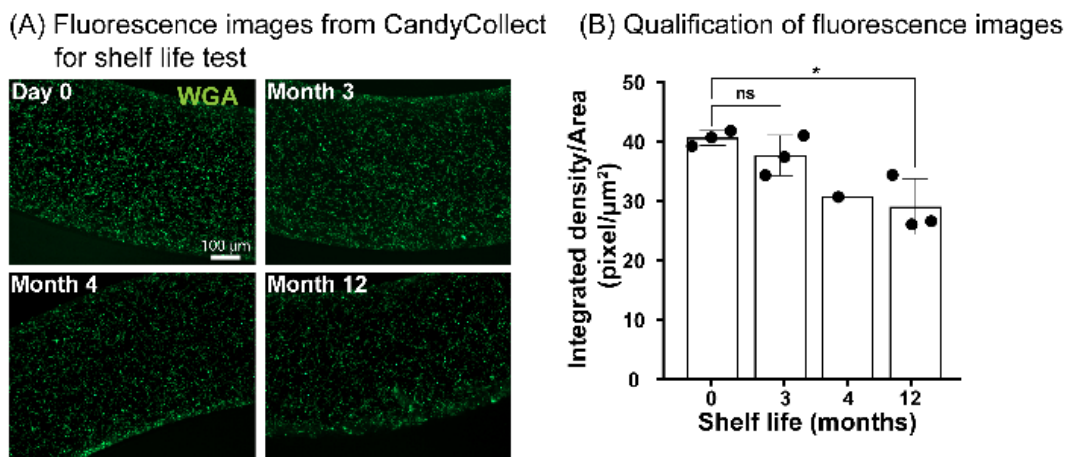 (A) Fluorescence images from CandyCollect
for shelf life test
Day 0
WGA
100 µm
Month 3
Month 4
Month 12
(B) Qualification of fluorescence images
*
ns
Integrated density/Area
(pixel/µm²)
50
40
30
20
10
0
0 3 4 12
Shelf life (months)